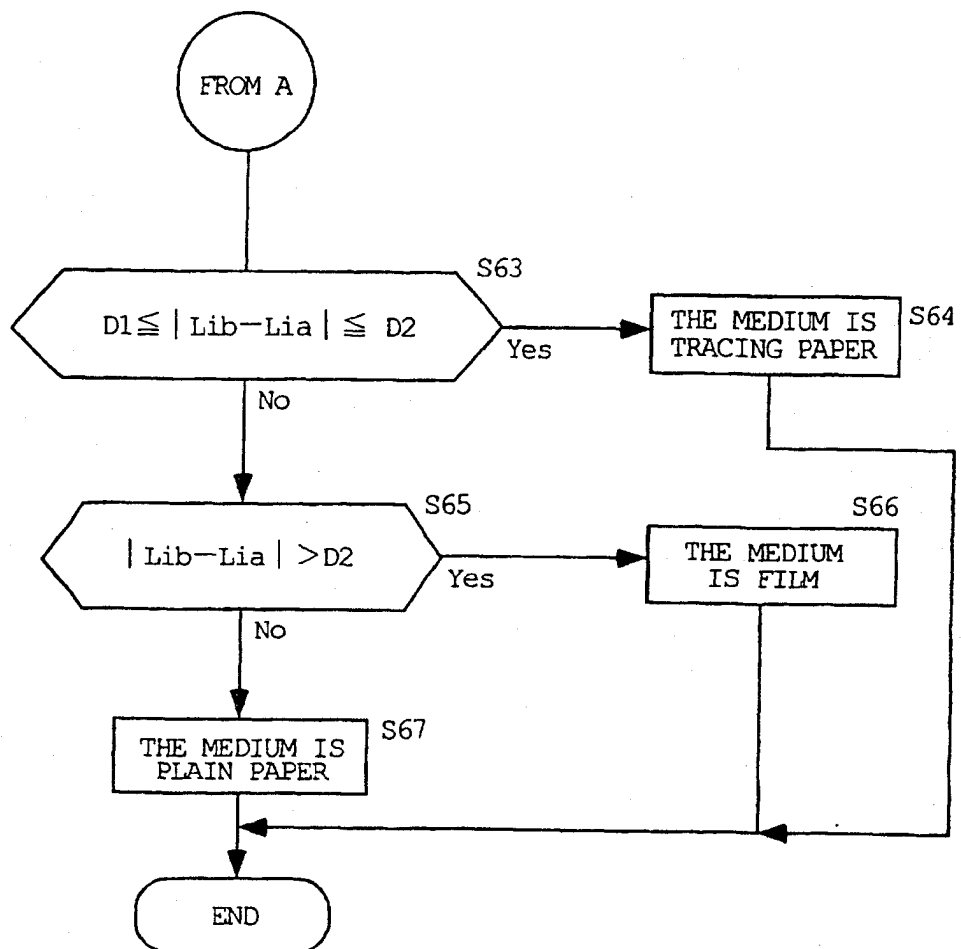 FROM A
S63
D1≦|Lib-Lia|≦ D2
Yes
THE MEDIUM IS
TRACING PAPER
S64
No
S65
|Lib-Lia|>D2
Yes
S66
THE MEDIUM
IS FILM
No
THE MEDIUM IS
PLAIN PAPER
S67
END